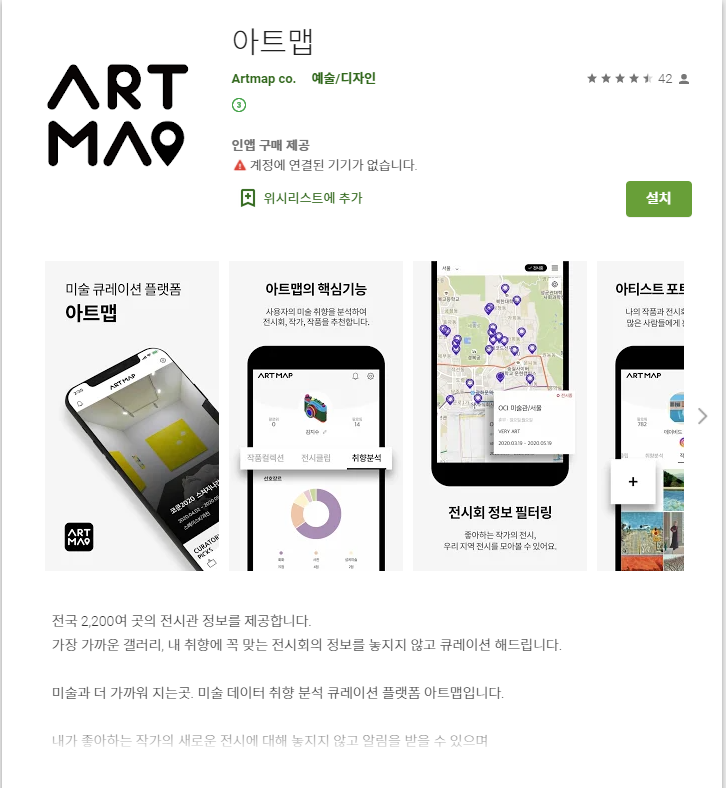 ART
MAP
아트맵
Artmap co. 예술/디자인
42
3
인앱 구매 제공
계정에 연결된 기기가 없습니다.
위시리스트에 추가
설치
미술 큐레이션 플랫폼
아트맵
ART MAP
CURATOR
PICKS
ART
MAP
아트맵의 핵심기능
사용자의 미술 취향을 분석하여
전시회, 작가, 작품을 추천합니다.
ART MAP
0
14
작품컬렉션 전시클립 취향분석
선호장르
서울
OCI 미술관/서울
VERY ART
2020.03.19 - 2020.05.19
전시회 정보 필터링
좋아하는 작가의 전시,
우리 지역 전시를 모아볼 수 있어요.
아티스트 포트
나의 작품과 전시회
많은 사람들에게
ART MAP
782
+
전국 2,200여 곳의 전시관 정보를 제공합니다.
가장 가까운 갤러리, 내 취향에 꼭 맞는 전시회의 정보를 놓지지 않고 큐레이션 해드립니다.
미술과 더 가까워 지는곳. 미술 데이터 취향 분석 큐레이션 플랫폼 아트맵입니다.
내가 좋아하는 작가의 새로운 전시에 대해 놓지지 않고 알림을 받을 수 있으며